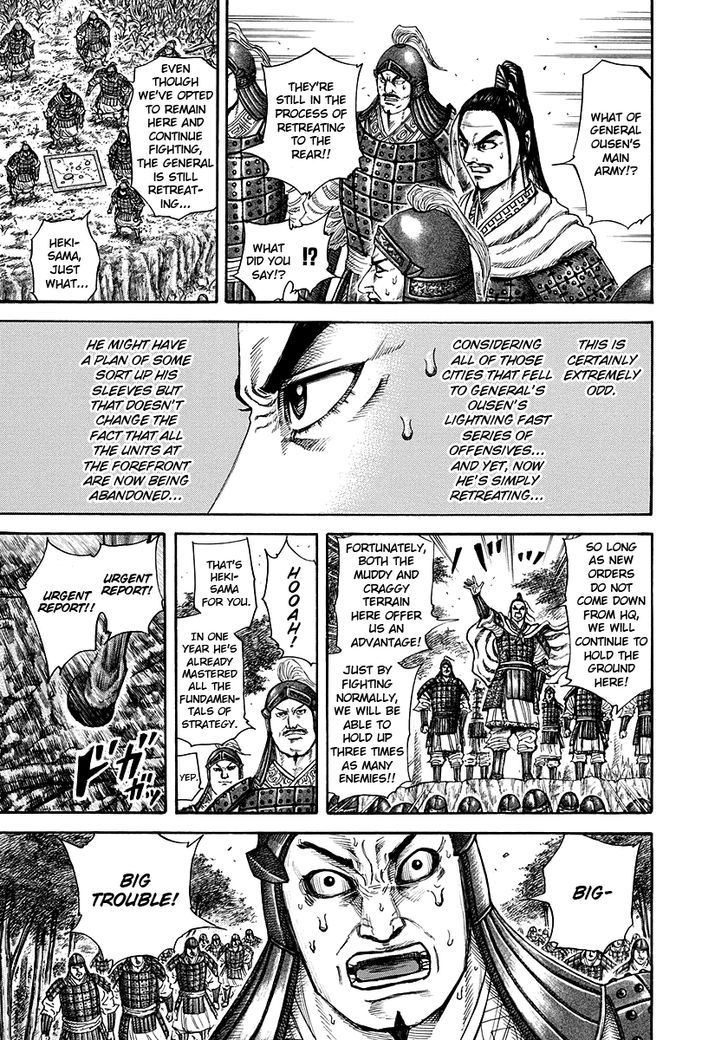 WHAT OF
GENERAL
OUSEN'S
MAIN
ARMY!?
THEY'RE
STILL IN THE
PROCESS OF
RETREATING
TO THE
REAR!!
!?
WHAT
DID YOU
SAY!?
EVEN
THOUGH
WE'VE OPTED
TO REMAIN
HERE AND
CONTINUE
FIGHTING,
THE GENERAL
IS STILL
RETREAT-
ING...
HEKI-
SAMA,
JUST
WHAT...
THIS IS
CERTAINLY
EXTREMELY
ODD.
CONSIDERING
ALL OF THOSE
CITIES THAT FELL
TO GENERAL'S
OUSEN'S
LIGHTNING FAST
SERIES OF
OFFENSIVES...
AND YET, NOW
HE'S SIMPLY
RETREATING...
HE MIGHT HAVE
A PLAN OF SOME
SORT UP HIS
SLEEVES BUT
THAT DOESN'T
CHANGE THE
FACT THAT ALL
THE UNITS AT
THE FOREFRONT
ARE NOW BEING
ABANDONED...
SO LONG
AS NEW
ORDERS
DO NOT
COME DOWN
FROM HQ,
WE WILL
CONTINUE
TO HOLD
THE
GROUND
HERE!
FORTUNATELY,
BOTH THE
MUDDY AND
CRAGGY
TERRAIN
HERE OFFER
US AN
ADVANTAGE!
JUST BY
FIGHTING
NORMALLY,
WE WILL BE
ABLE TO
HOLD UP
THREE TIMES
AS MANY
ENEMIES!!
HOOAH!
THAT'S
HEKI-
SAMA
FOR YOU.
IN ONE
YEAR HE'S
ALREADY
MASTERED
ALL THE
FUNDAMEN-
TALS OF
STRATEGY.
YEP.
URGENT
REPORT!
URGENT
REPORT!!
ドガガッ
BIG-
BIG
TROUBLE!